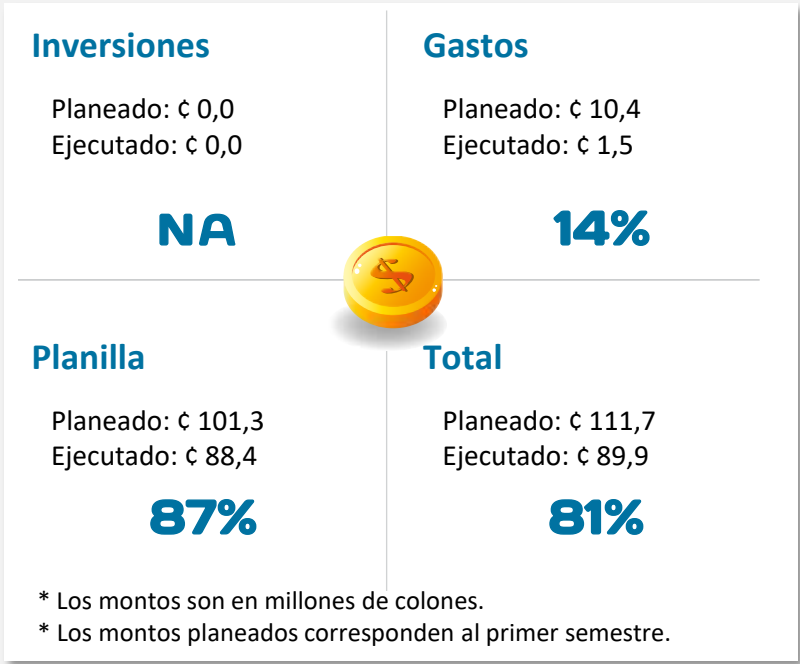 Inversiones
Planeado: ¢ 0,0
Ejecutado: ¢ 0,0
NA
Gastos
Planeado: ¢ 10,4
Ejecutado: ¢ 1,5
14%
$
Planilla
Planeado: ¢ 101,3
Ejecutado: ¢ 88,4
87%
Total
Planeado: ¢ 111,7
Ejecutado: ¢ 89,9
81%
* Los montos son en millones de colones.
* Los montos planeados corresponden al primer semestre.